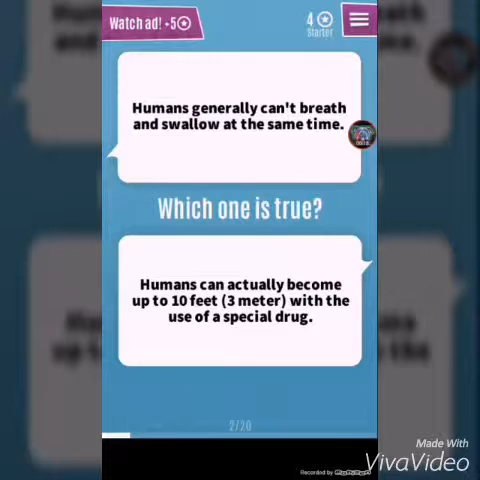 Watch ad! +5
4
Starter
Humans generally can't breath
and swallow at the same time.
Which one is true?
Humans can actually become
up to 10 feet (3 meter) with the
use of a special drug.
2/20
Made With
VivaVideo
Recorded by